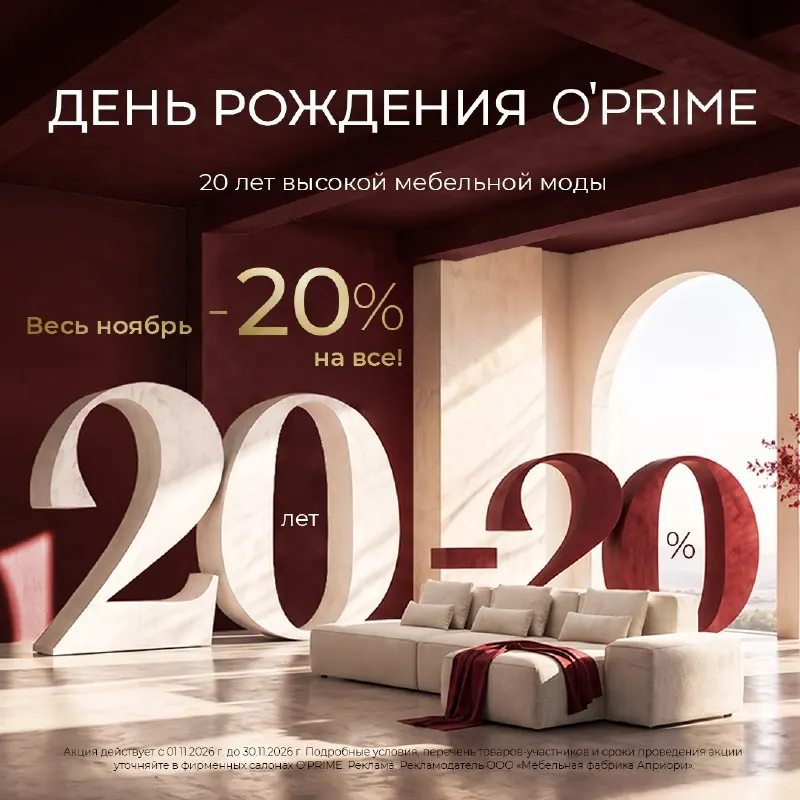 ДЕНЬ РОЖДЕНИЯ O'PRIME
20 лет высокой мебельной моды
Весь ноябрь -20%
на все!
20 лет
-20 %
Акция действует с 01.11.2026 г. до 30.11.2026 г. Подробные условия, перечень товаров-участников и сроки проведения акции
уточняйте в фирменных салонах O'PRIME. Реклама. Рекламодатель ООО «Мебельная фабрика Априори».